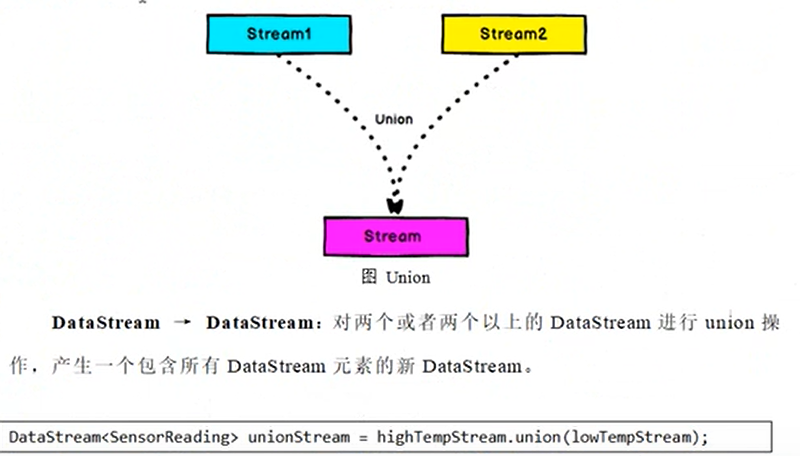 Stream1
Stream2
Union
Stream
图 Union
DataStream → DataStream：对两个或者两个以上的 DataStream 进行 union 操
作，产生一个包含所有 DataStream 元素的新 DataStream。
DataStream<SensorReading> unionStream = highTempStream.union(lowTempStream);